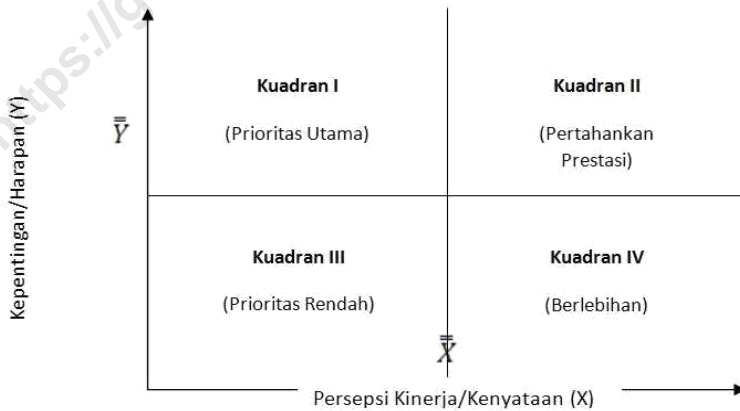 ttps://g
Kepentingan/Harapan (Y)
Y̿
Kuadran I
(Prioritas Utama)
Kuadran II
(Pertahankan
Prestasi)
Kuadran III
(Prioritas Rendah)
Kuadran IV
(Berlebihan)
X̿
Persepsi Kinerja/Kenyataan (X)